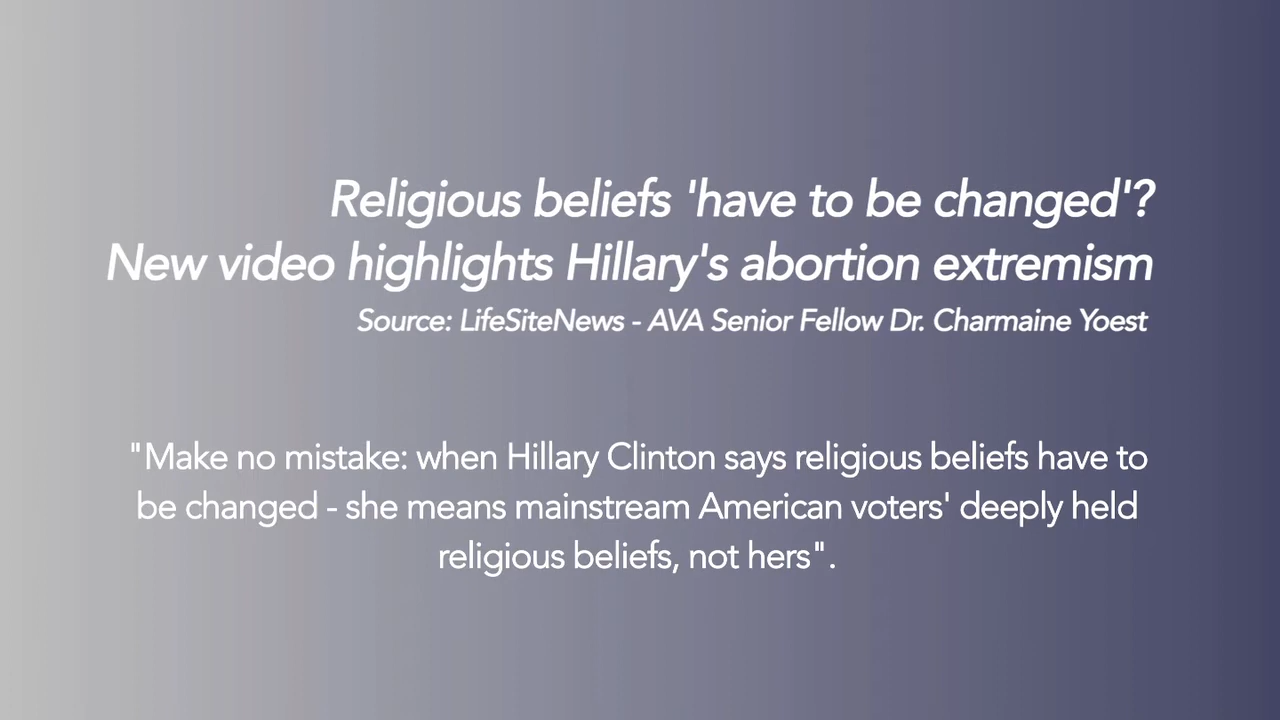 Religious beliefs 'have to be changed'?
New video highlights Hillary's abortion extremism
Source: LifeSiteNews - AVA Senior Fellow Dr. Charmaine Yoest
"Make no mistake: when Hillary Clinton says religious beliefs have to
be changed - she means mainstream American voters' deeply held
religious beliefs, not hers".